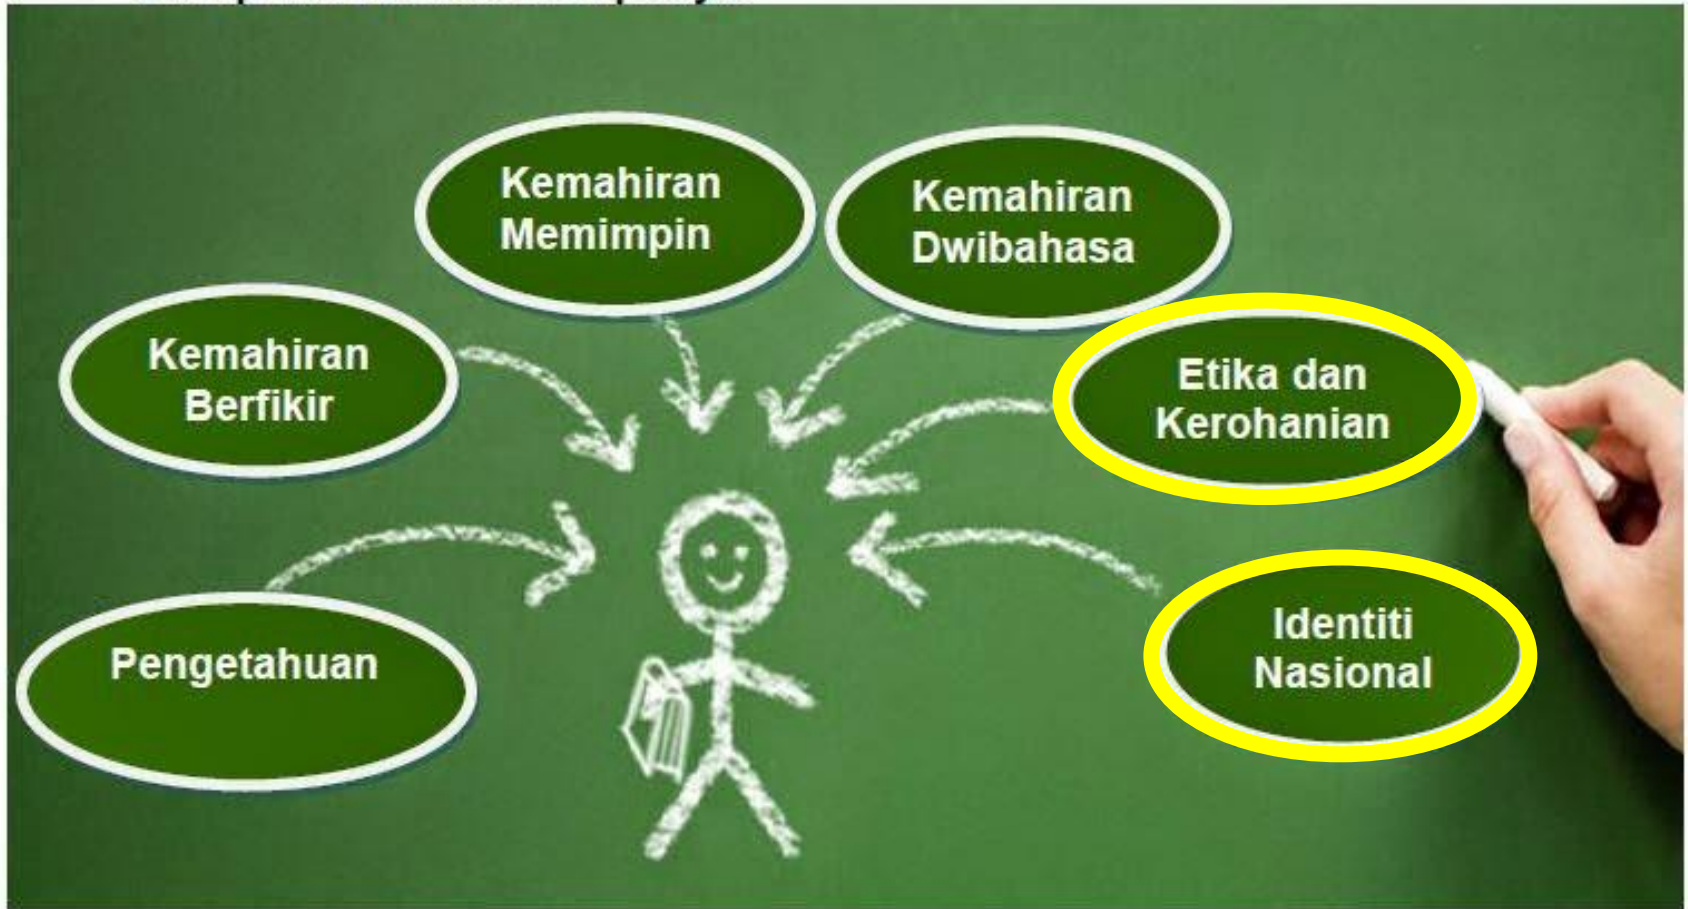 Kemahiran
Memimpin
Kemahiran
Dwibahasa
Kemahiran
Berfikir
Etika dan
Kerohanian
Pengetahuan
Identiti
Nasional